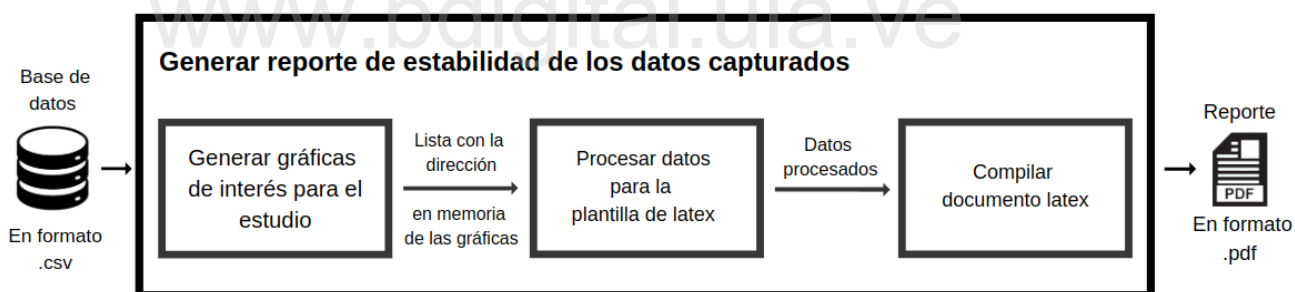 www.bdigital.ula.ve
Generar reporte de estabilidad de los datos capturados
Base de
datos
En formato
.csv
Generar gráficas
de interés para el
estudio
Lista con la
dirección
en memoria
de las gráficas
Procesar datos
para la
plantilla de latex
Datos
procesados
Compilar
documento latex
Reporte
PDF
En formato
.pdf